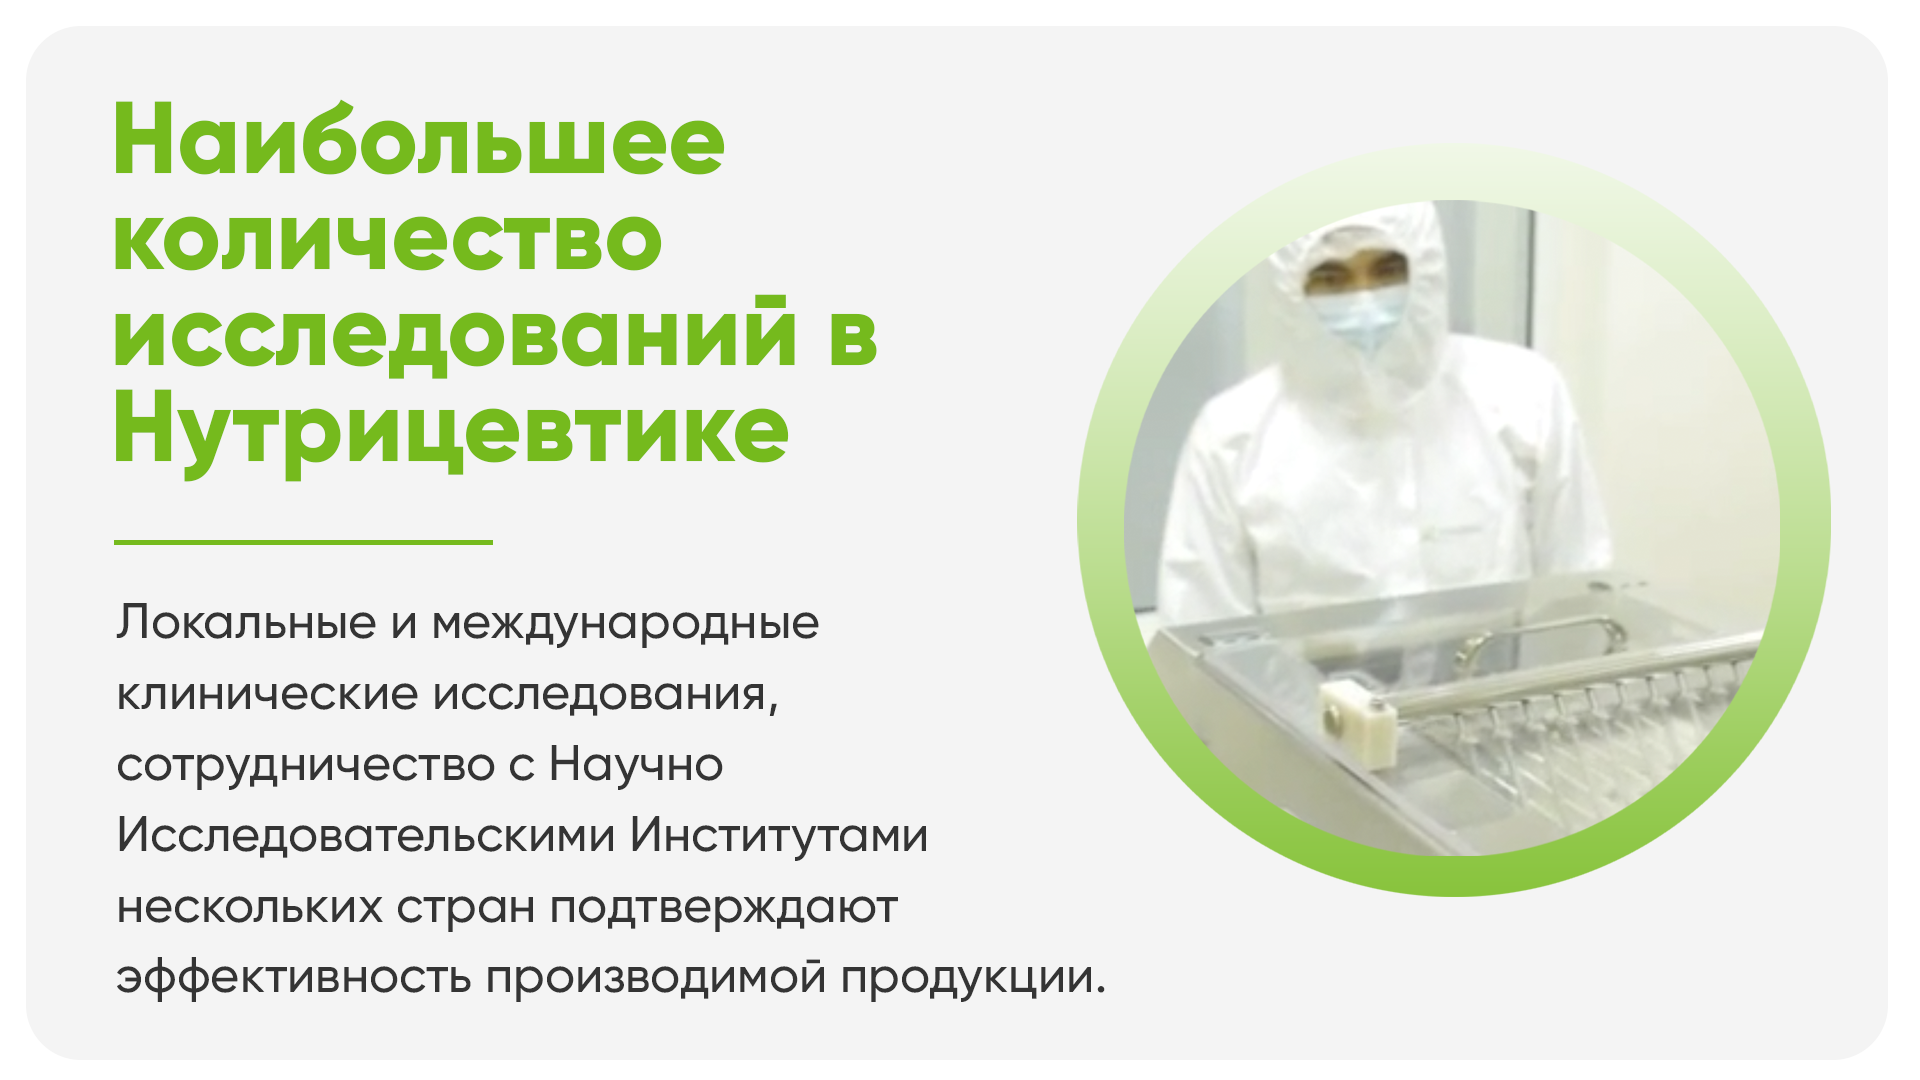 Наибольшее
количество
исследований в
Нутрицевтике
Локальные и международные
клинические исследования,
сотрудничество с Научно
Исследовательскими Институтами
нескольких стран подтверждают
эффективность производимой продукции.